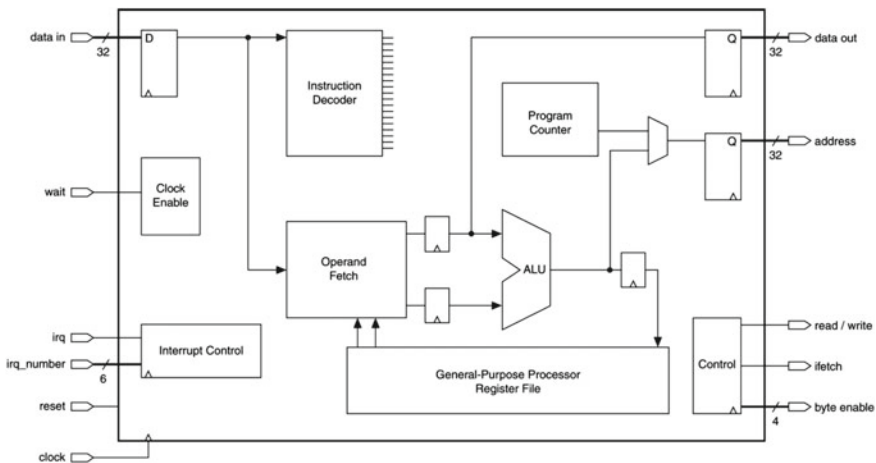 data in
32
D
Instruction
Decoder
Q
32
data out
Program
Counter
Q
32
address
wait
Clock
Enable
Operand
Fetch
ALU
irq
irq_number
6
Interrupt Control
reset
clock
General-Purpose Processor
Register File
Control
read / write
ifetch
byte enable
4